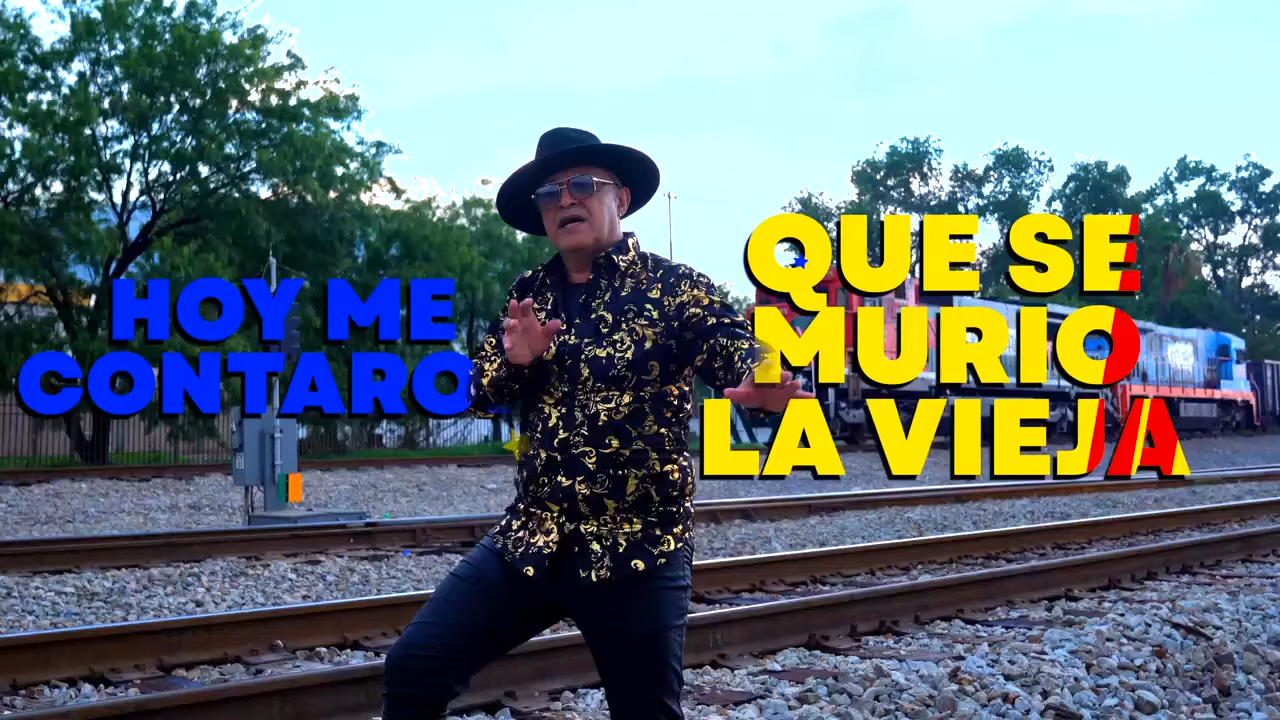 HOY ME
CONTARO
QUE SE
MURIO
LA VIEJA